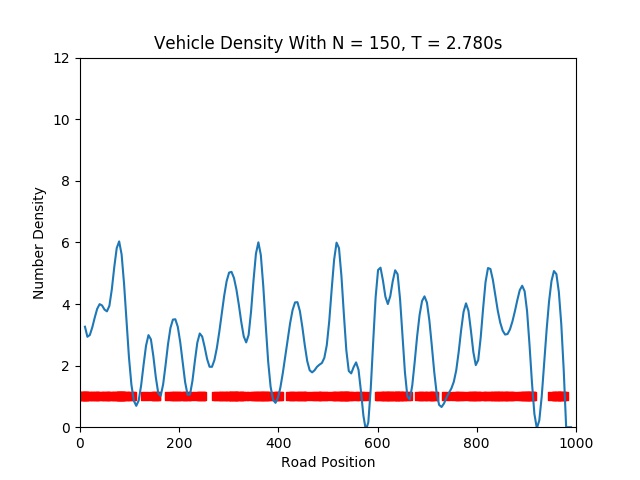 Vehicle Density With N = 150, T = 2.780s
12
10
8
6
4
2
0
Number Density
0 200 400 600 800 1000
Road Position